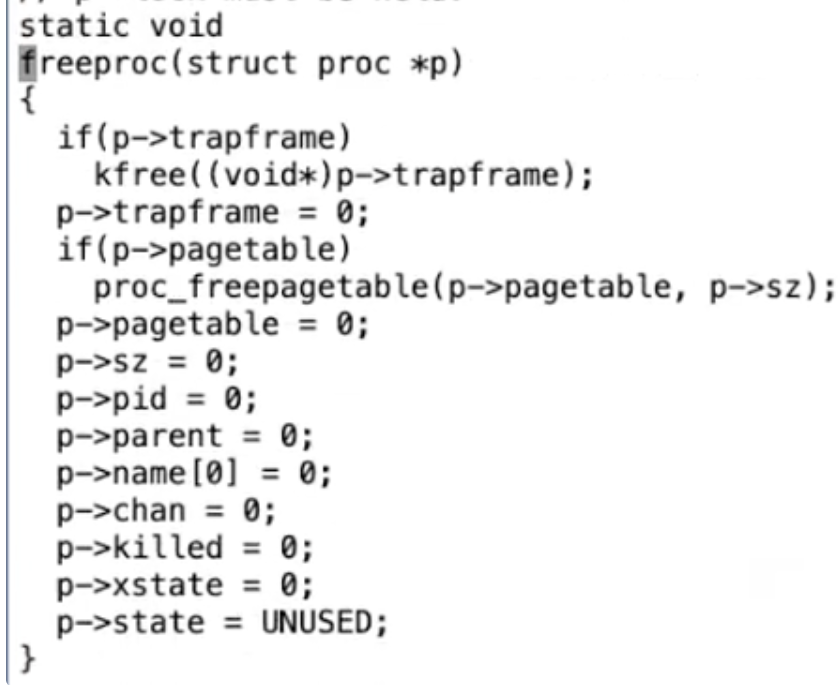 static void
freeproc(struct proc *p)
{
  if(p->trapframe)
    kfree((void*)p->trapframe);
  p->trapframe = 0;
  if(p->pagetable)
    proc_freepagetable(p->pagetable, p->sz);
  p->pagetable = 0;
  p->sz = 0;
  p->pid = 0;
  p->parent = 0;
  p->name[0] = 0;
  p->chan = 0;
  p->killed = 0;
  p->xstate = 0;
  p->state = UNUSED;
}